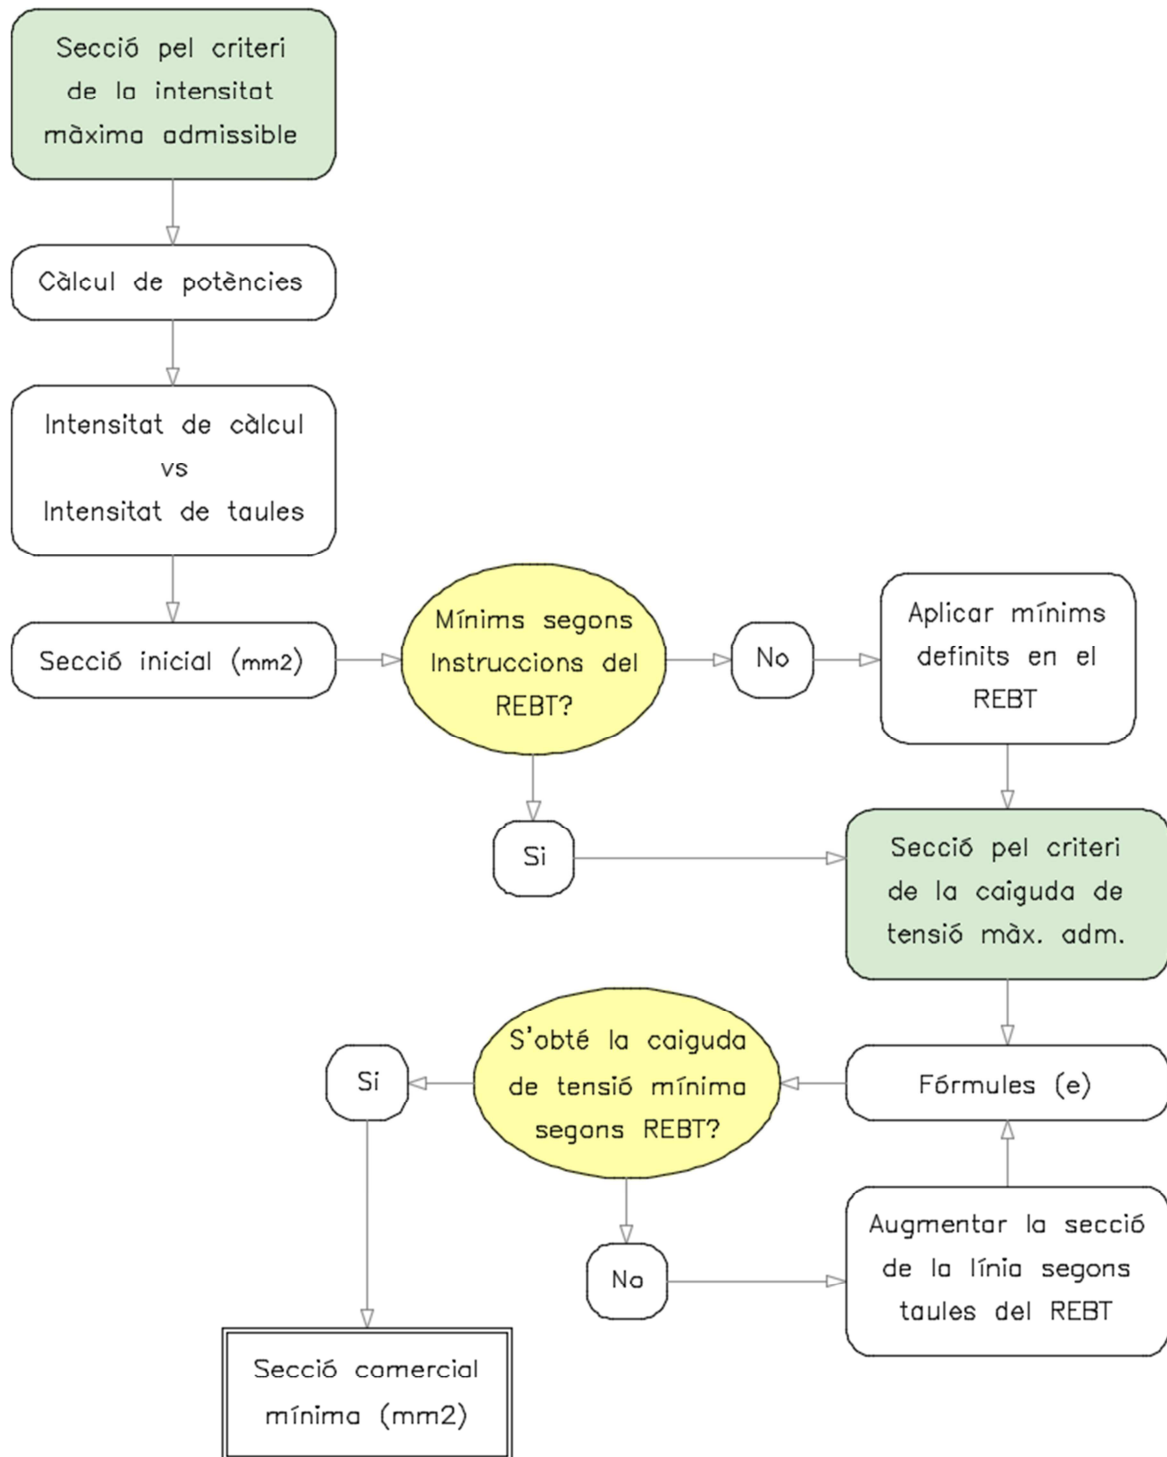 Secció pel criteri
de la intensitat
màxima admissible
Càlcul de potències
Intensitat de càlcul
vs
Intensitat de taules
Secció inicial (mm2)
Mínims segons
Instruccions del
REBT?
No
Aplicar mínims
definits en el
REBT
Si
Secció pel criteri
de la caiguda de
tensió màx. adm.
Fórmules (e)
S'obté la caiguda
de tensió mínima
segons REBT?
Si
No
Augmentar la secció
de la línia segons
taules del REBT
Secció comercial
mínima (mm2)